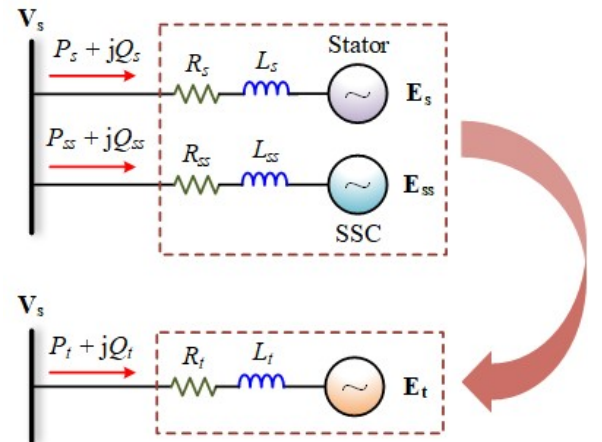 V_s
P_s + jQ_s
R_s
L_s
Stator
E_s
P_ss + jQ_ss
R_ss
L_ss
E_ss
SSC
V_s
P_t + jQ_t
R_t
L_t
E_t